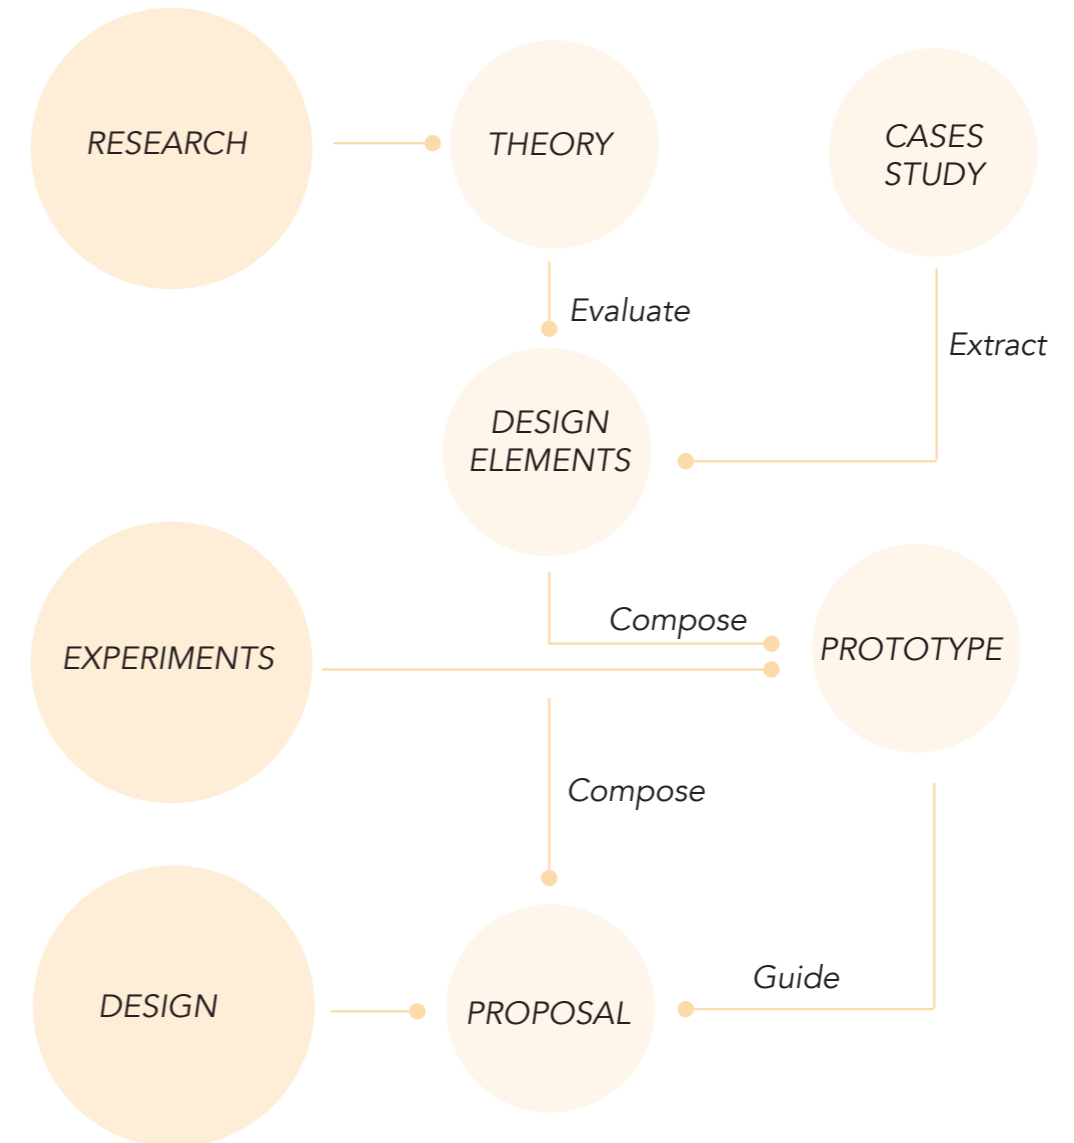 RESEARCH
THEORY
CASES
STUDY
Evaluate
Extract
DESIGN
ELEMENTS
Compose
EXPERIMENTS
PROTOTYPE
Compose
Guide
DESIGN
PROPOSAL